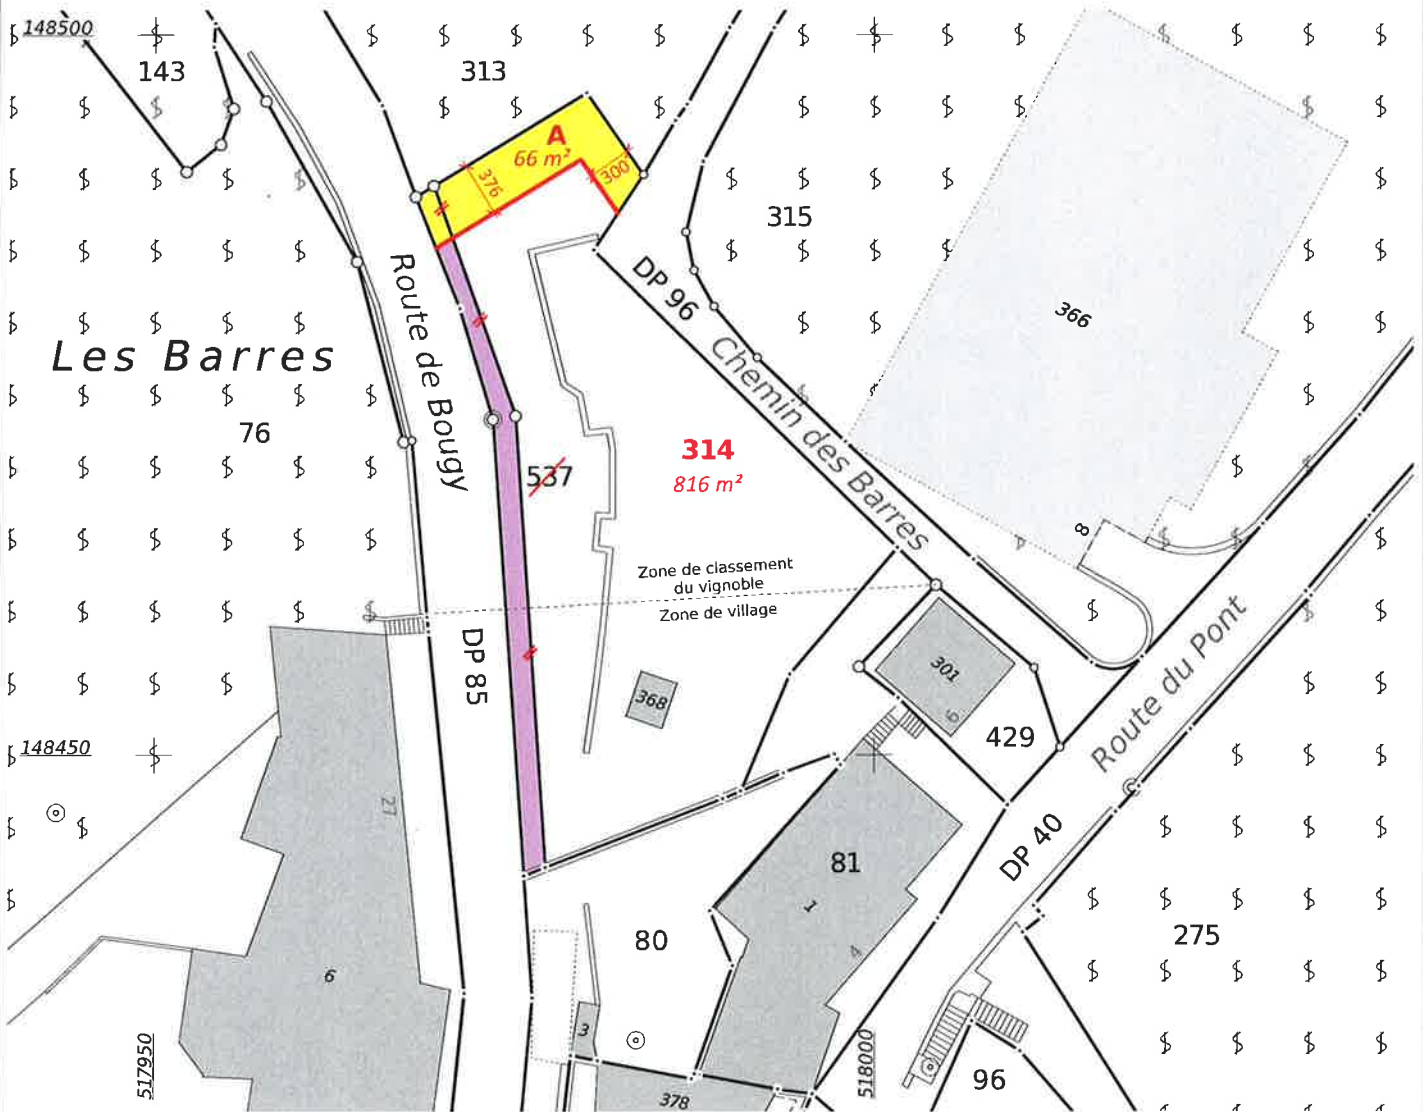 148500
143
313
A
66 m²
376
300
315
DP 96
Chemin des Barres
366
Route de Bougy
Les Barres
76
314
816 m²
537
8
Zone de classement
du vignoble
Zone de village
DP 85
368
301
6
429
Route du Pont
148450
27
81
1
4
DP 40
80
275
6
3
517950
518000
96
378